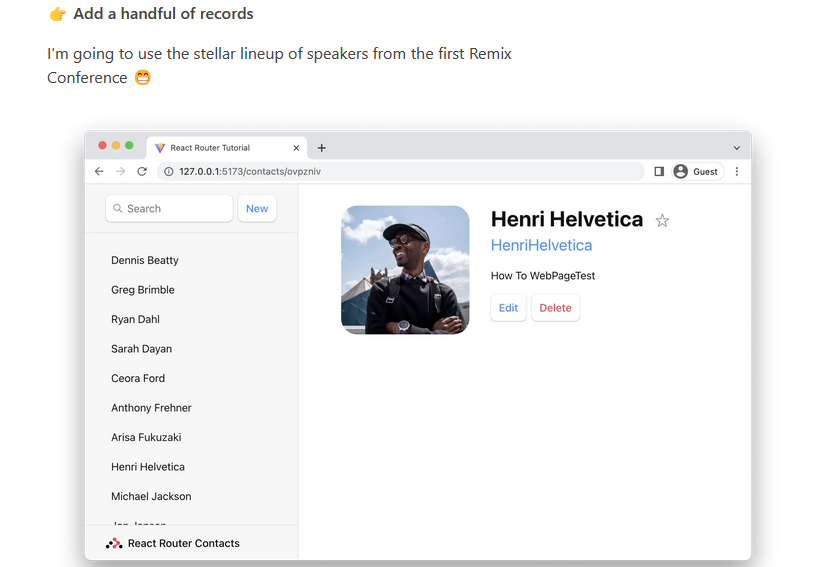 👉 Add a handful of records
I'm going to use the stellar lineup of speakers from the first Remix
Conference 😁
React Router Tutorial
127.0.0.1:5173/contacts/ovpzniv
Guest
Search
New
Henri Helvetica
HenriHelvetica
How To WebPageTest
Edit
Delete
Dennis Beatty
Greg Brimble
Ryan Dahl
Sarah Dayan
Ceora Ford
Anthony Frehner
Arisa Fukuzaki
Henri Helvetica
Michael Jackson
React Router Contacts